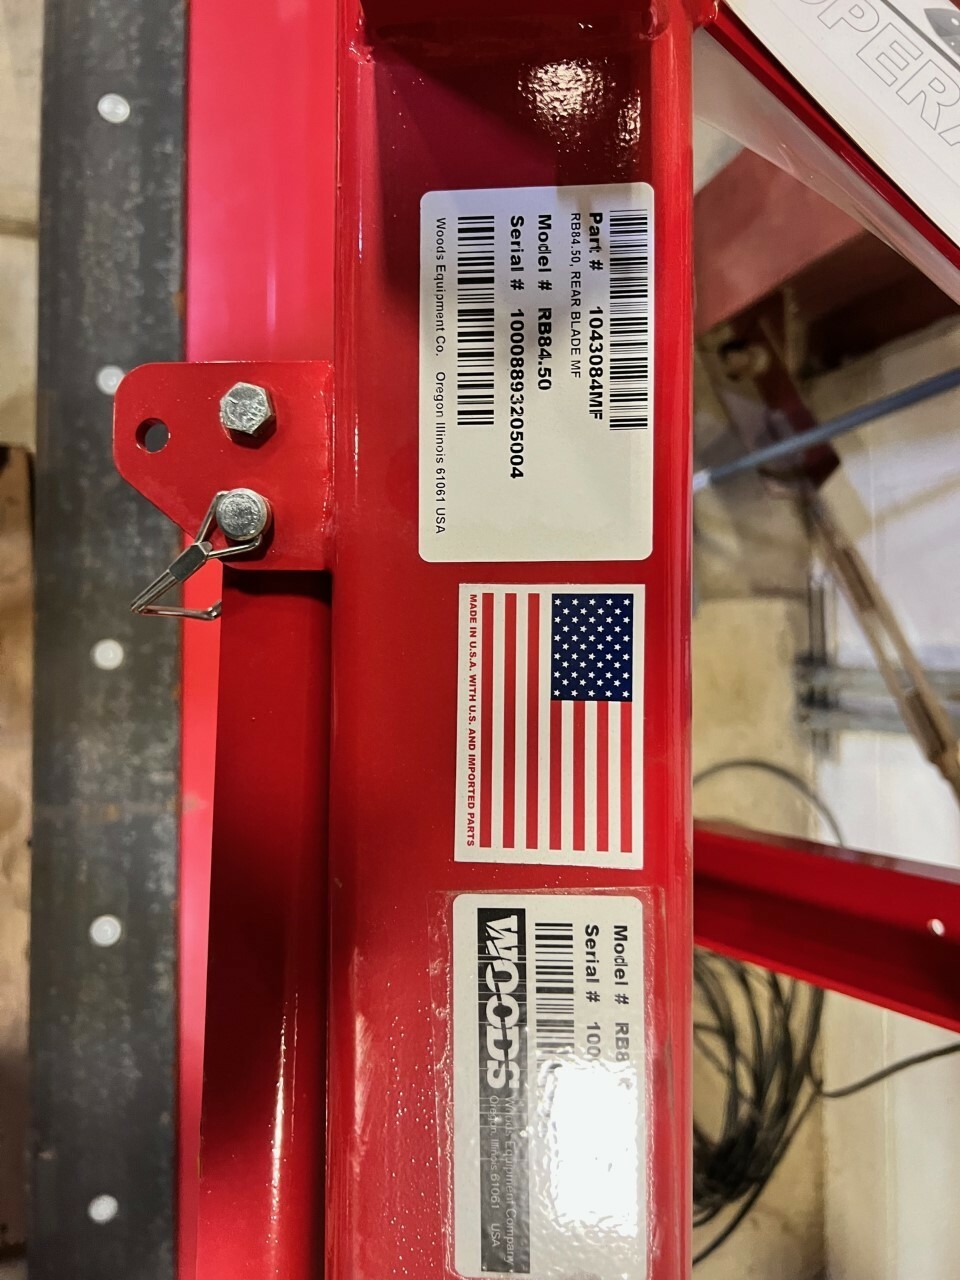 Part # 1043084MF
RB84.50, REAR BLADE MF
Model # RB84.50
Serial # 10008893205004
Woods Equipment Co. Oregon Illinois 61061 USA
MADE IN U.S.A. WITH U.S. AND IMPORTED PARTS
Model # RB8
Serial # 100
WOODS
Woods Equipment Company
Oregon, Illinois 61061 USA
OPERA